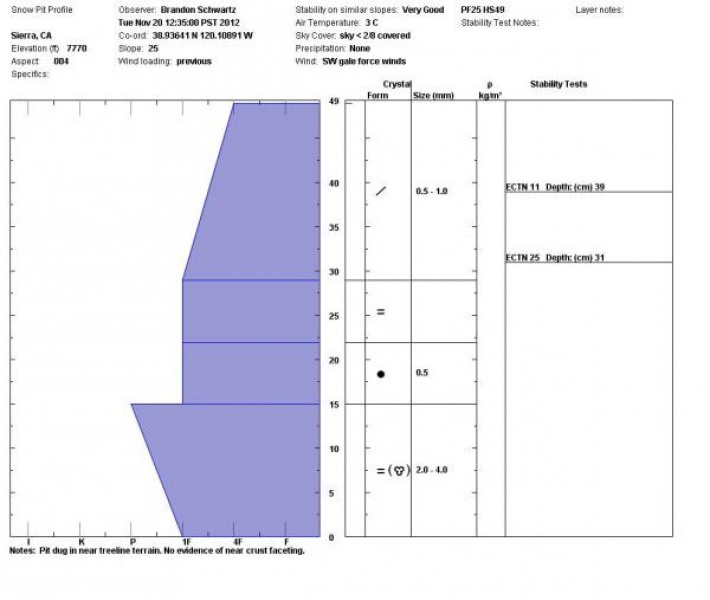 Snow Pit Profile Observer: Brandon Schwartz Stability on similar slopes: Very Good PF25 HS49 Layer notes:
Tue Nov 20 12:35:00 PST 2012 Air Temperature: 3 C Stability Test Notes:
Sierra, CA Co-ord: 38.93641 N 120.10891 W Sky Cover: sky < 2/8 covered
Elevation (ft) 7770 Slope: 25 Precipitation: None
Aspect 004 Wind loading: previous Wind: SW gale force winds
Specifics:
Crystal ρ Stability Tests
Form Size (mm) kg/m³
49
40 / 0.5 - 1.0 ECTN 11 Depth: (cm) 39
35
30 ECTN 25 Depth: (cm) 31
25 =
20 ● 0.5
15
10 = ( ) 2.0 - 4.0
5
0
I K P 1F 4F F
Notes: Pit dug in near treeline terrain. No evidence of near crust faceting.